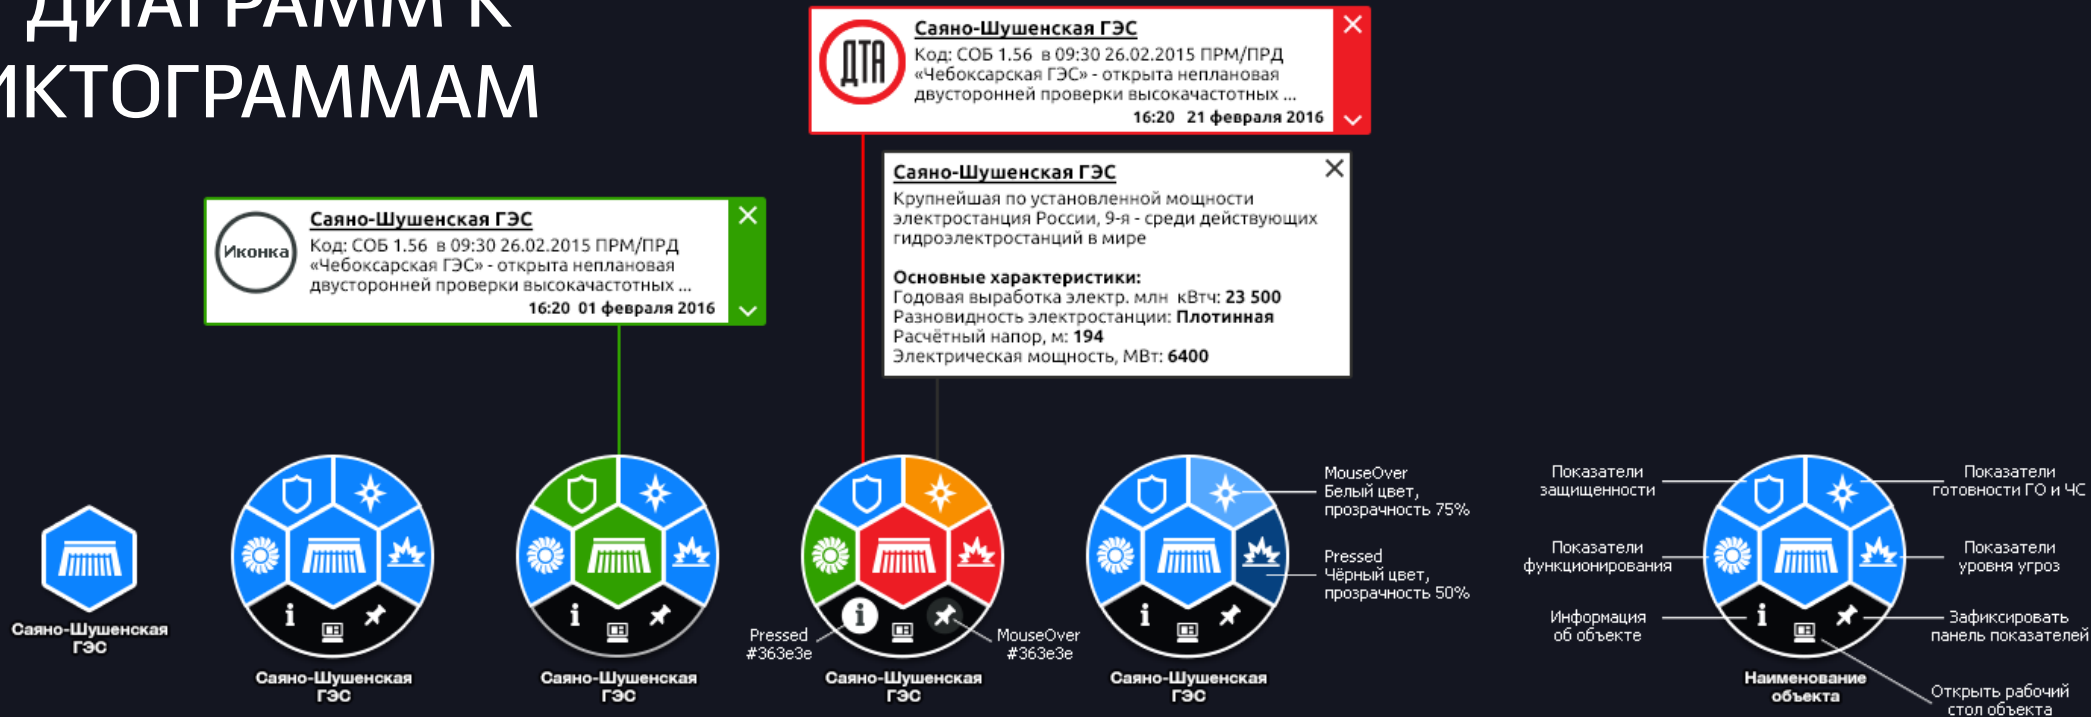 ДИАГРАММ К
ИКТОГРАММАМ
ДТА
Саяно-Шушенская ГЭС
Код: СОБ 1.56 в 09:30 26.02.2015 ПРМ/ПРД
«Чебоксарская ГЭС» - открыта неплановая
двусторонней проверки высокачастотных ...
16:20 21 февраля 2016
Саяно-Шушенская ГЭС
Крупнейшая по установленной мощности
электростанция России, 9-я - среди действующих
гидроэлектростанций в мире
Основные характеристики:
Годовая выработка электр. млн кВтч: 23 500
Разновидность электростанции: Плотинная
Расчётный напор, м: 194
Электрическая мощность, МВт: 6400
Иконка
Саяно-Шушенская ГЭС
Код: СОБ 1.56 в 09:30 26.02.2015 ПРМ/ПРД
«Чебоксарская ГЭС» - открыта неплановая
двусторонней проверки высокачастотных ...
16:20 01 февраля 2016
Саяно-Шушенская
ГЭС
i
Саяно-Шушенская
ГЭС
i
Саяно-Шушенская
ГЭС
i
Pressed
#363e3e
MouseOver
#363e3e
Саяно-Шушенская
ГЭС
i
MouseOver
Белый цвет,
прозрачность 75%
Pressed
Чёрный цвет,
прозрачность 50%
Саяно-Шушенская
ГЭС
Показатели
защищенности
Показатели
готовности ГО и ЧС
Показатели
функционирования
Показатели
уровня угроз
Информация
об объекте
i
Зафиксировать
панель показателей
Наименование
объекта
Открыть рабочий
стол объекта